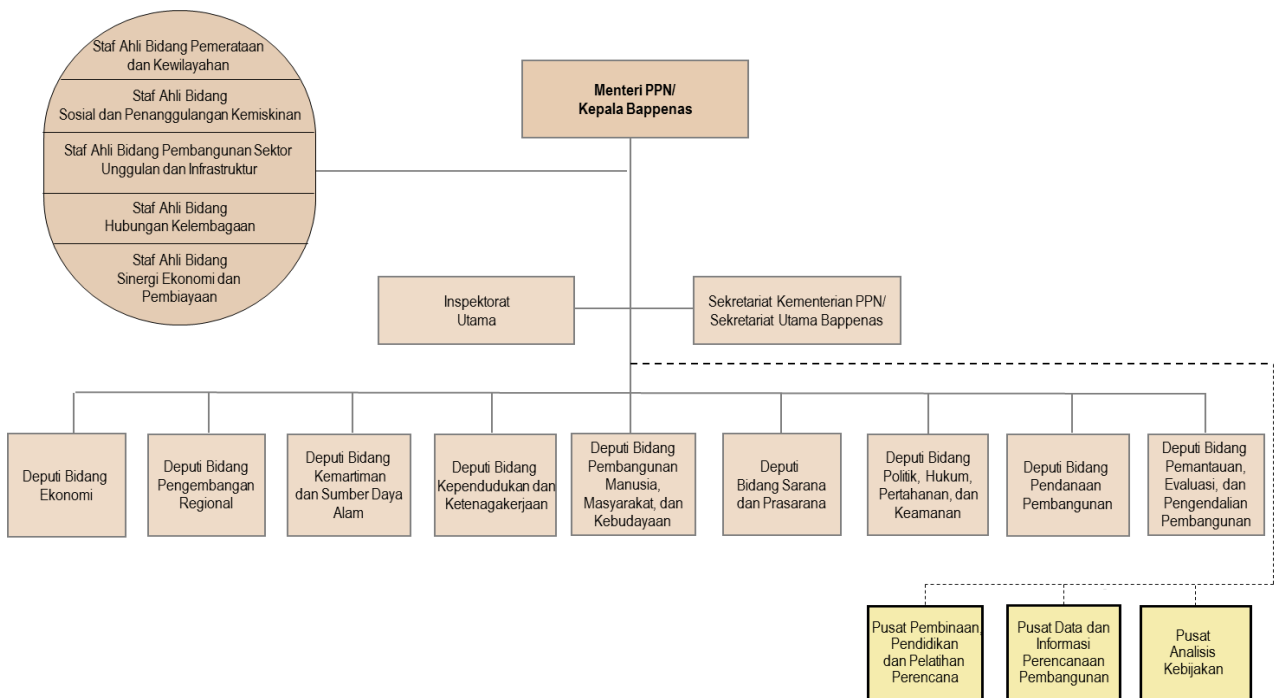 Staf Ahli Bidang Pemerataan
dan Kewilayahan
Staf Ahli Bidang
Sosial dan Penanggulangan Kemiskinan
Staf Ahli Bidang Pembangunan Sektor
Unggulan dan Infrastruktur
Staf Ahli Bidang
Hubungan Kelembagaan
Staf Ahli Bidang
Sinergi Ekonomi dan
Pembiayaan
Menteri PPN/
Kepala Bappenas
Inspektorat
Utama
Sekretariat Kementerian PPN/
Sekretariat Utama Bappenas
Deputi Bidang
Ekonomi
Deputi Bidang
Pengembangan
Regional
Deputi Bidang
Kemartiman
dan Sumber Daya
Alam
Deputi Bidang
Kependudukan dan
Ketenagakerjaan
Deputi Bidang
Pembangunan
Manusia,
Masyarakat, dan
Kebudayaan
Deputi
Bidang Sarana
dan Prasarana
Deputi Bidang
Politik, Hukum,
Pertahanan, dan
Keamanan
Deputi Bidang
Pendanaan
Pembangunan
Deputi Bidang
Pemantauan,
Evaluasi, dan
Pengendalian
Pembangunan
Pusat Pembinaan,
Pendidikan
dan Pelatihan
Perencana
Pusat Data dan
Informasi
Perencanaan
Pembangunan
Pusat
Analisis
Kebijakan